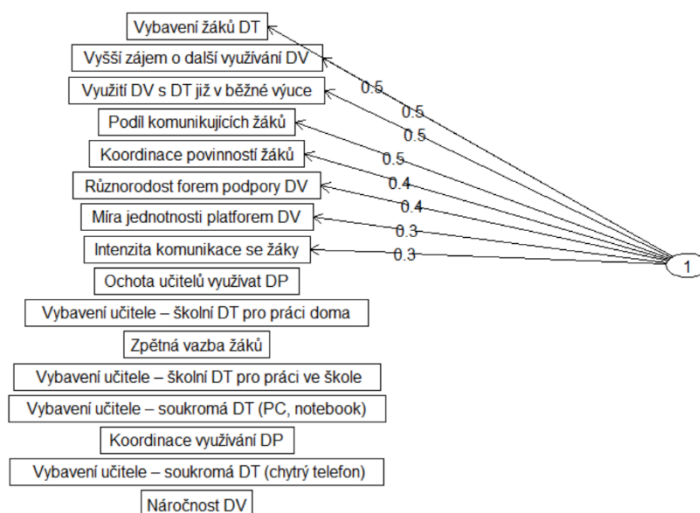 Vybavení žáků DT
Vyšší zájem o další využívání DV
Využití DV s DT již v běžné výuce
Podíl komunikujících žáků
Koordinace povinností žáků
Různorodost forem podpory DV
Míra jednotnosti platforem DV
Intenzita komunikace se žáky
Ochota učitelů využívat DP
Vybavení učitele – školní DT pro práci doma
Zpětná vazba žáků
Vybavení učitele – školní DT pro práci ve škole
Vybavení učitele – soukromá DT (PC, notebook)
Koordinace využívání DP
Vybavení učitele – soukromá DT (chytrý telefon)
Náročnost DV
0.5
0.5
0.5
0.5
0.4
0.4
0.3
0.3
1